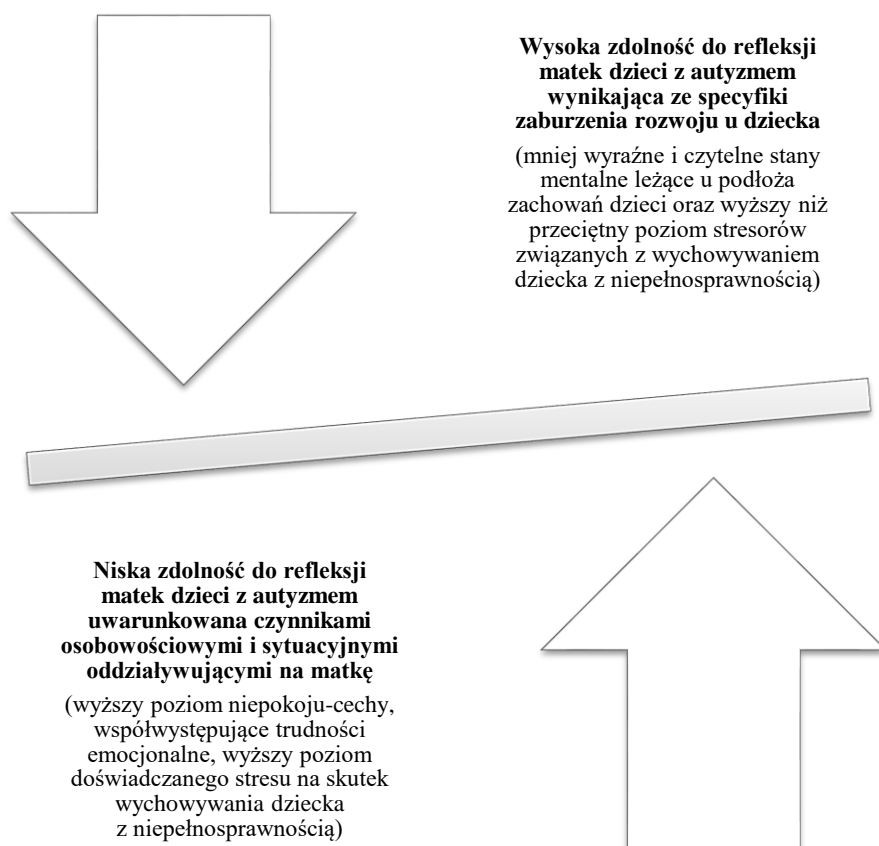 Wysoka zdolność do refleksji
matek dzieci z autyzmem
wynikająca ze specyfiki
zaburzenia rozwoju u dziecka
(mniej wyraźne i czytelne stany
mentalne leżące u podłoża
zachowań dzieci oraz wyższy niż
przeciętny poziom stresorów
związanych z wychowywaniem
dziecka z niepełnosprawnością)
Niska zdolność do refleksji
matek dzieci z autyzmem
uwarunkowana czynnikami
osobowościowymi i sytuacyjnymi
oddziaływującymi na matkę
(wyższy poziom niepokoju-cechy,
współwystępujące trudności
emocjonalne, wyższy poziom
doświadczanego stresu na skutek
wychowywania dziecka
z niepełnosprawnością)